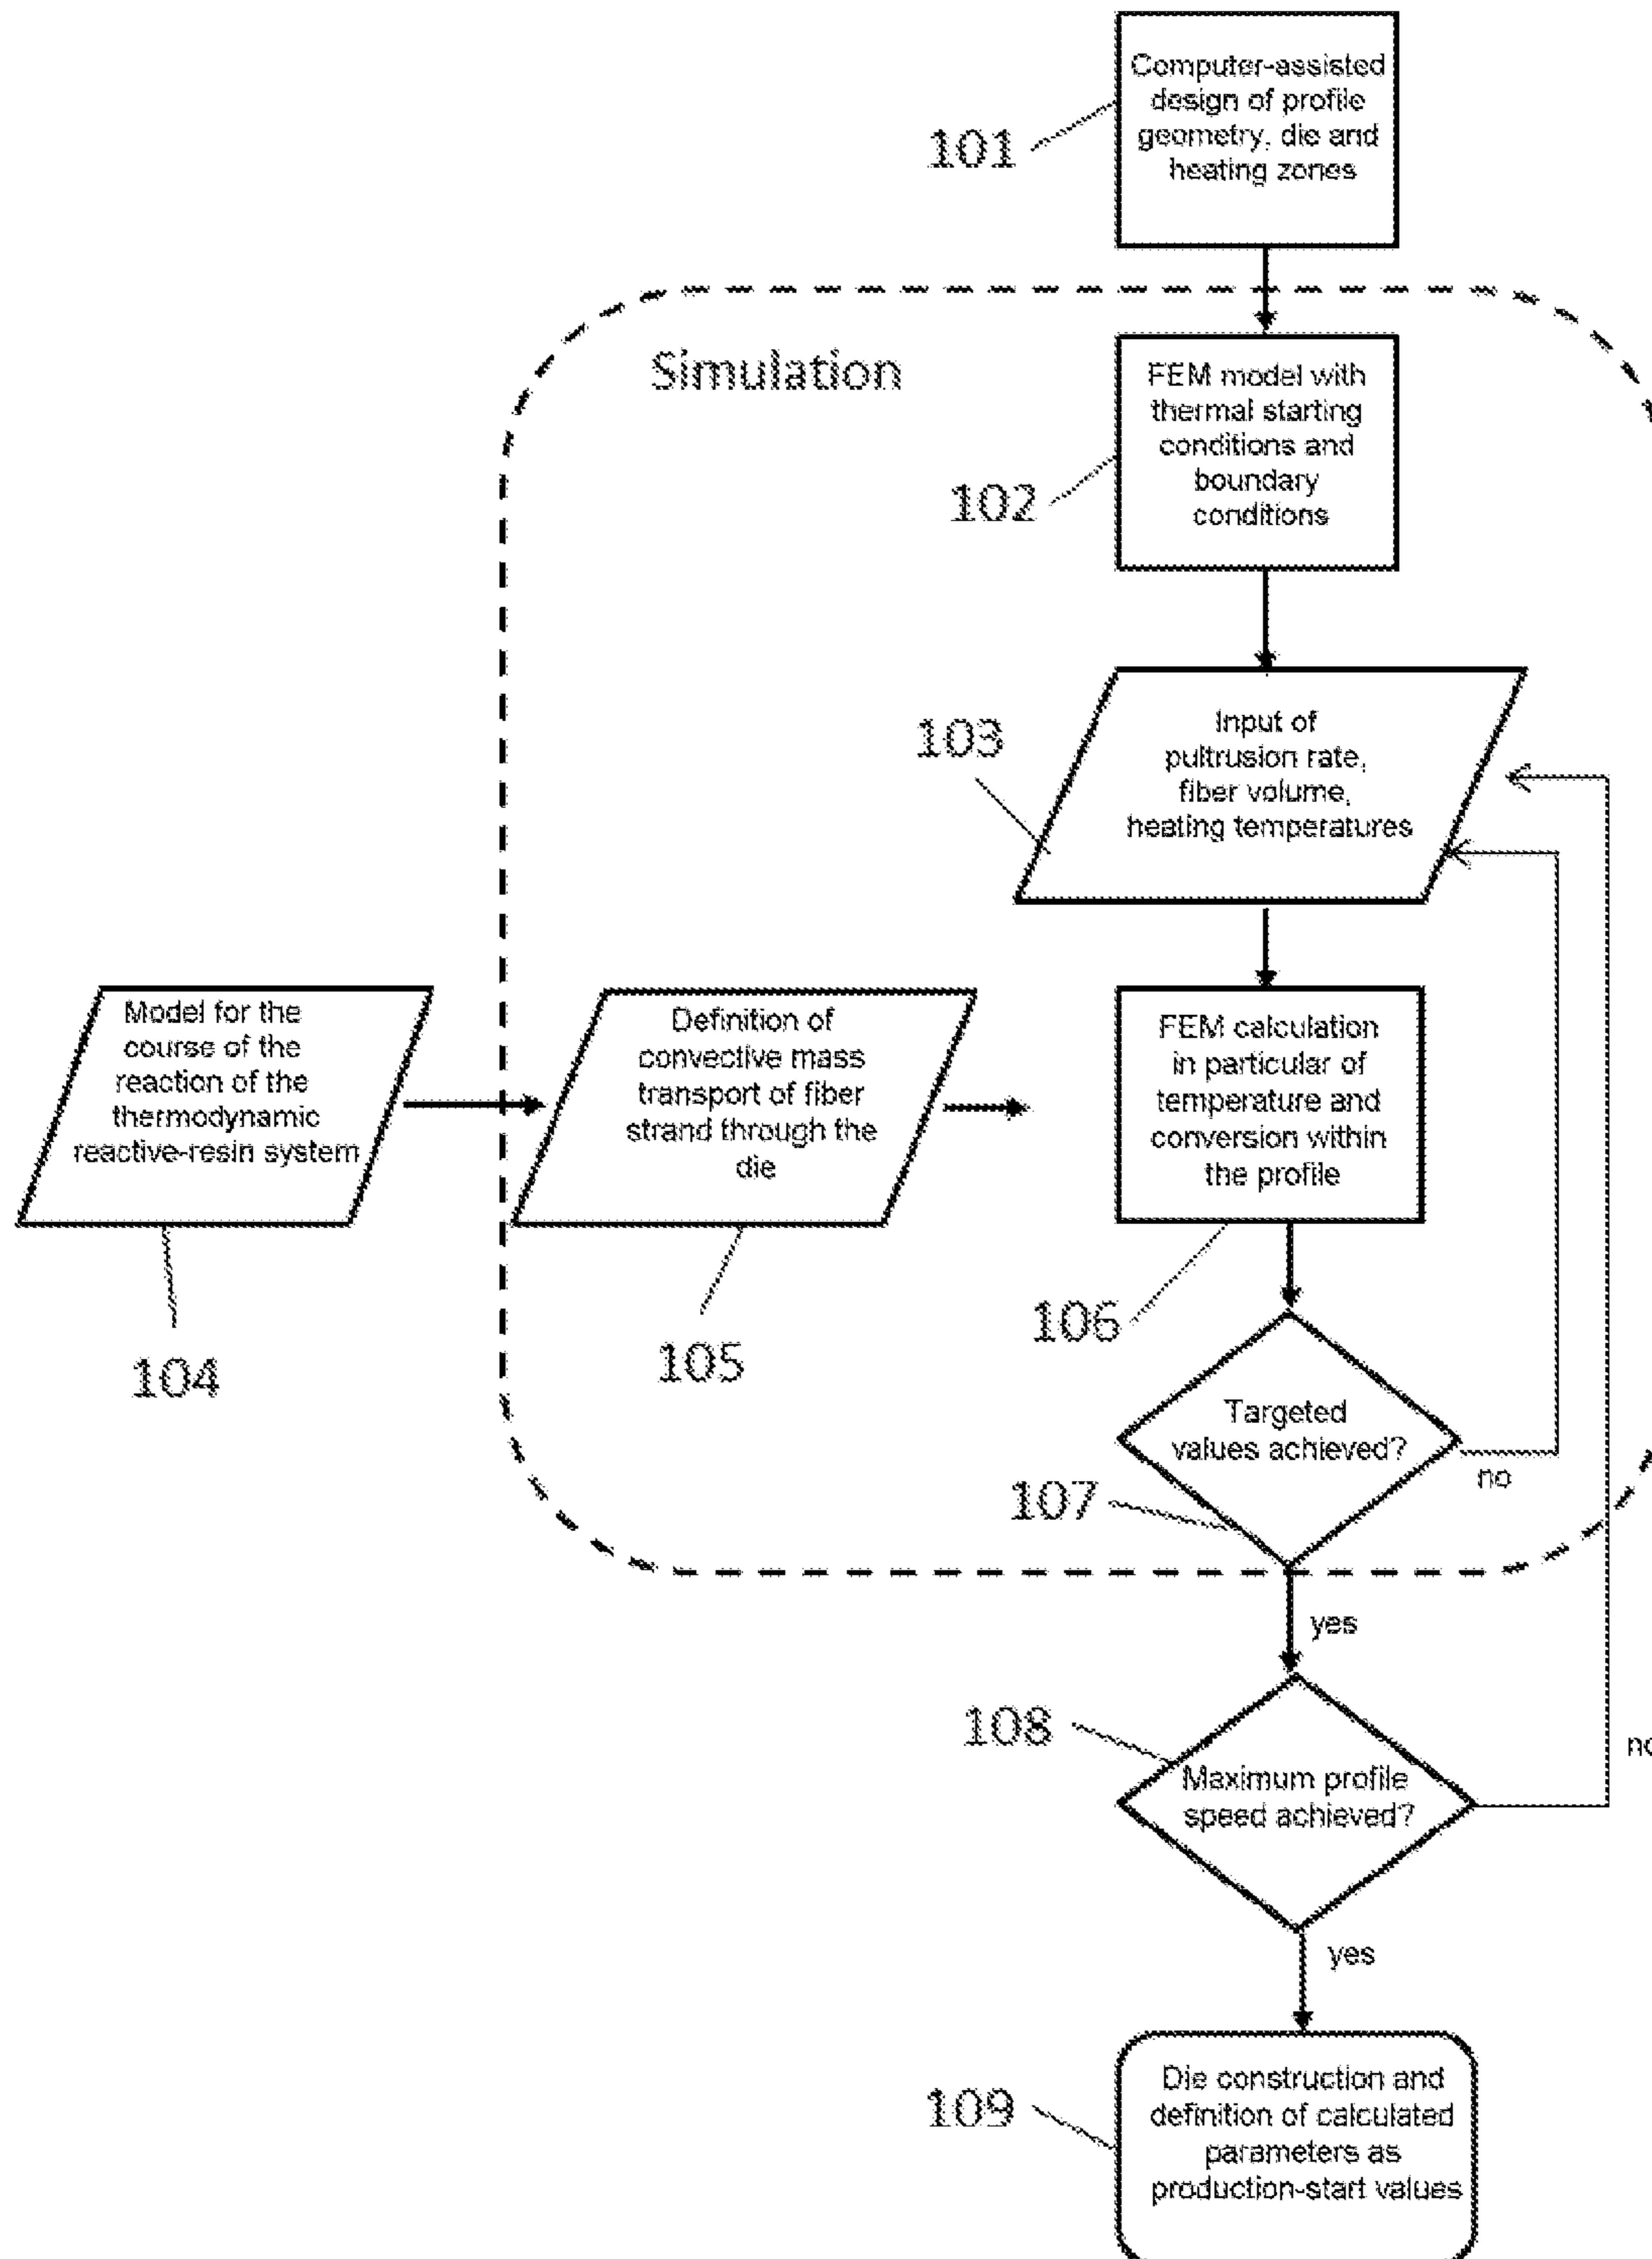 Computer-assisted
design of profile
geometry, die and
heating zones
101
Simulation
FEM model with
thermal starting
conditions and
boundary
conditions
102
103
Input of
pultrusion rate,
fiber volume,
heating temperatures
Model for the
course of the
reaction of the
thermodynamic
reactive-resin system
104
Definition of
convective mass
transport of fiber
strand through the
die
105
FEM calculation
in particular of
temperature and
conversion within
the profile
106
Targeted
values achieved?
no
107
yes
108
Maximum profile
speed achieved?
no
yes
109
Die construction and
definition of calculated
parameters as
production-start values